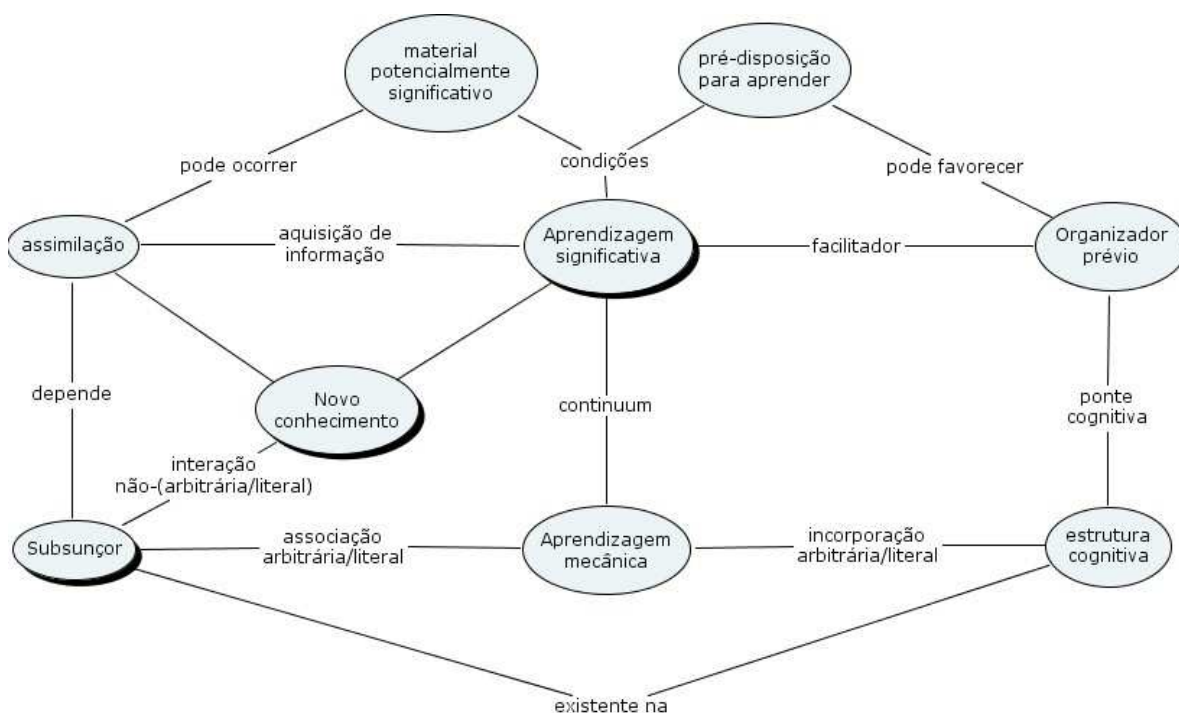 material
potencialmente
significativo
pré-disposição
para aprender
pode ocorrer
condições
pode favorecer
assimilação
aquisição de
informação
Aprendizagem
significativa
facilitador
Organizador
prévio
depende
Novo
conhecimento
continuum
ponte
cognitiva
interação
não-(arbitrária/literal)
Subsunçor
associação
arbitrária/literal
Aprendizagem
mecânica
incorporação
arbitrária/literal
estrutura
cognitiva
existente na